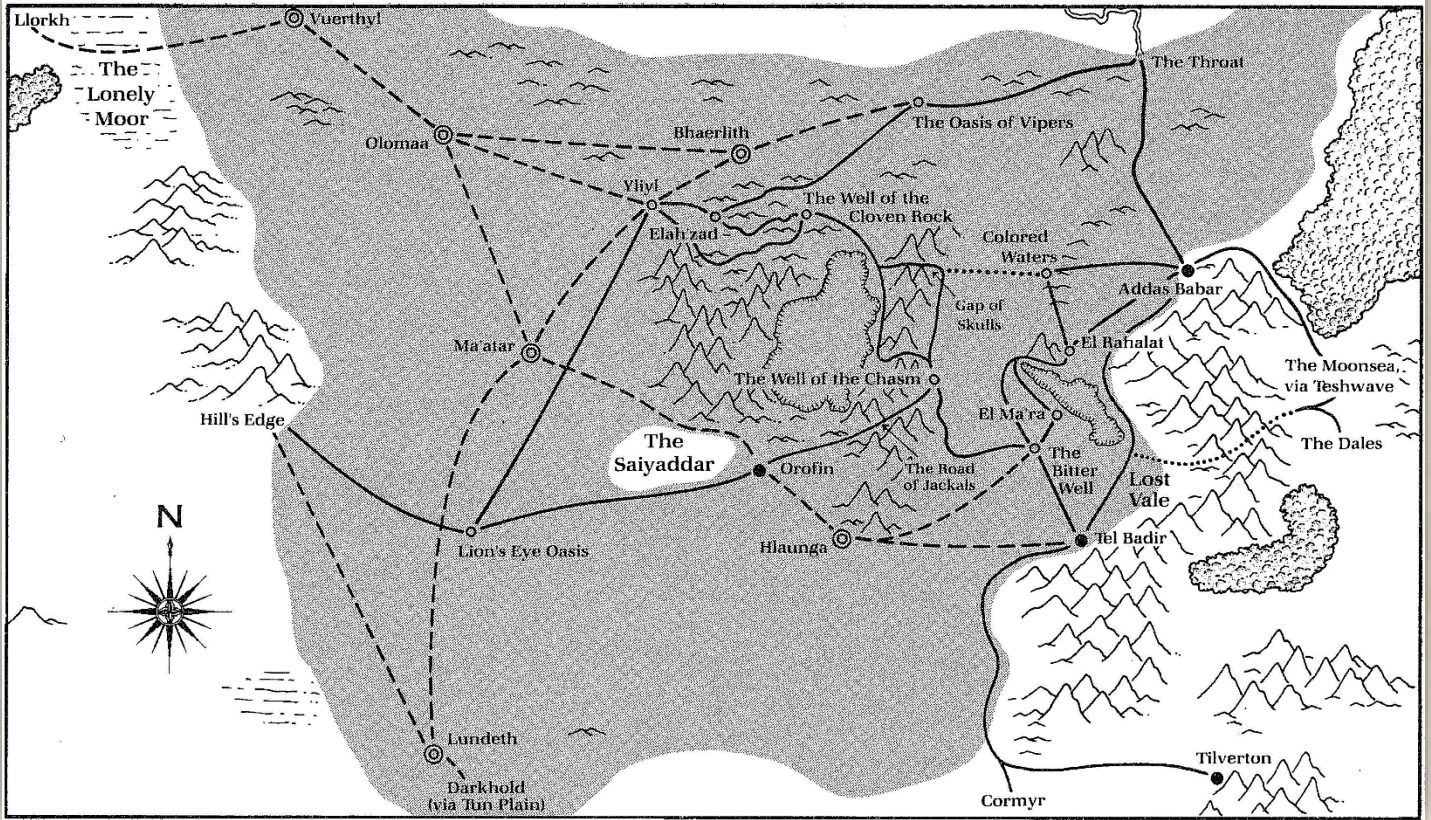 Llorkh
Vuerthyl
The
Lonely
Moor
The Throat
The Oasis of Vipers
Bhaerlith
Olomaa
Yliyl
The Well of the
Cloven Rock
Elah'zad
Colored
Waters
Addas Babar
Gap of
Skulls
Ma'atar
El Rahalat
The Moonsea,
via Teshwave
The Well of the Chasm
El Ma'ra
Hill's Edge
The
Saiyaddar
The Dales
Orofin
The Road
of Jackals
The
Bitter
Well
Lost
Vale
N
Lion's Eye Oasis
Hlaunga
Tel Badir
Lundeth
Darkhold
(via Tun Plain)
Tilverton
Cormyr